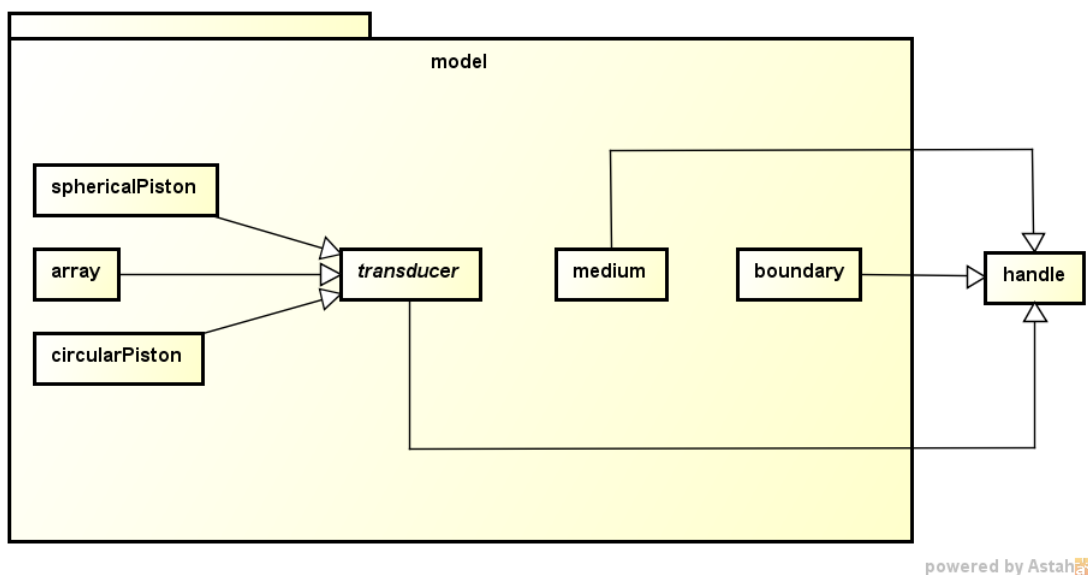 model
sphericalPiston
array
transducer
medium
boundary
handle
circularPiston
powered by Astah